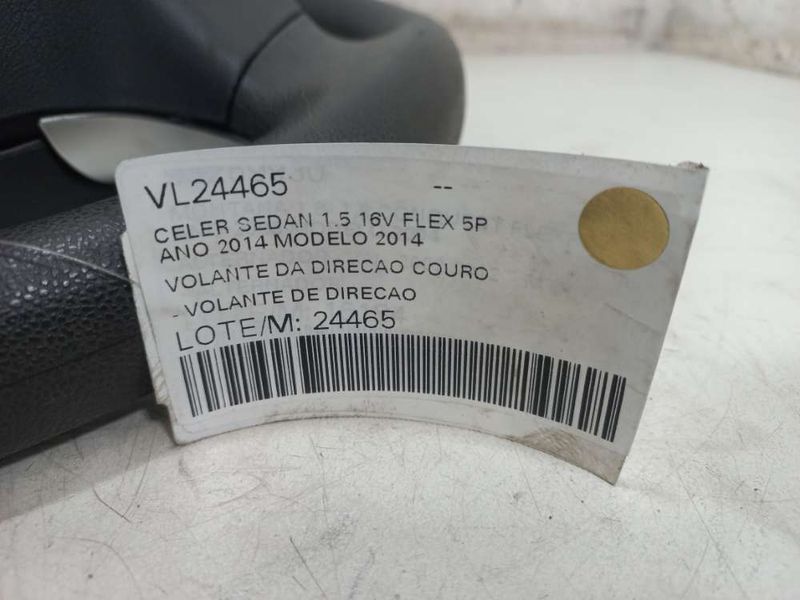 VL24465 --
CELER SEDAN 1.5 16V FLEX 5P
ANO 2014 MODELO 2014
VOLANTE DA DIRECAO COURO
- VOLANTE DE DIRECAO
LOTE/M: 24465